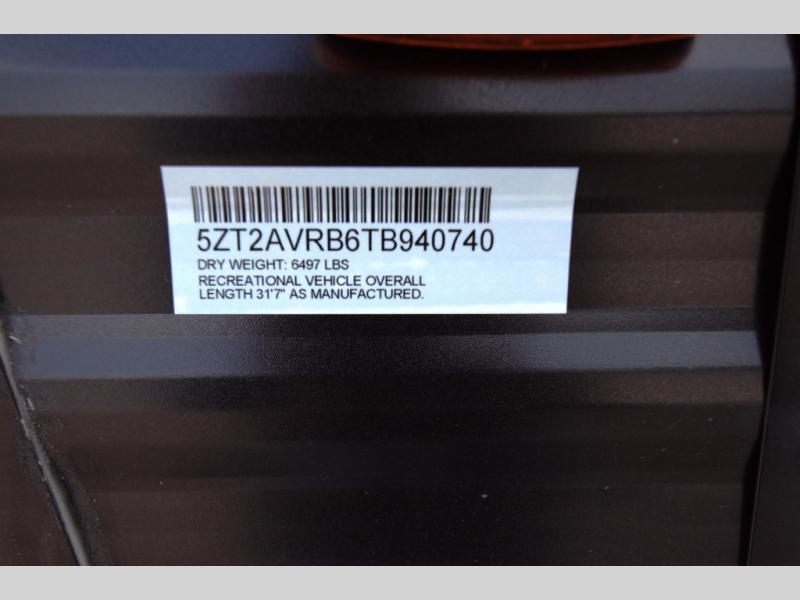 5ZT2AVRB6TB940740
DRY WEIGHT: 6497 LBS
RECREATIONAL VEHICLE OVERALL
LENGTH 31'7" AS MANUFACTURED.